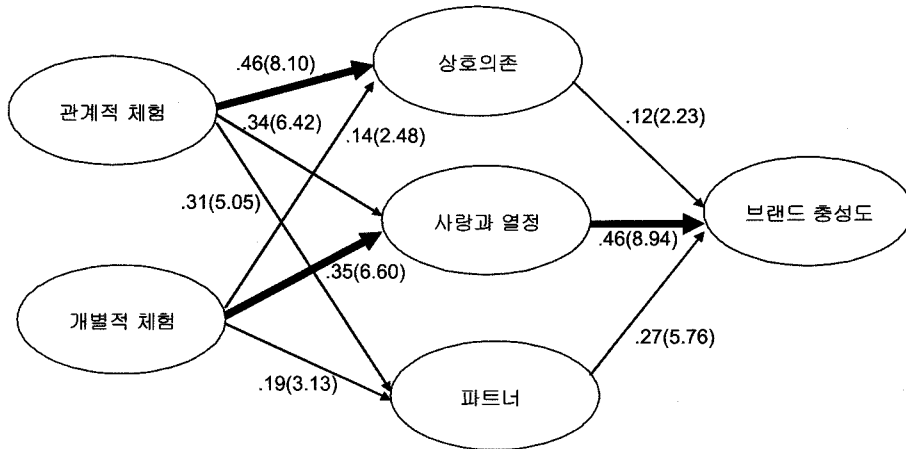 상호의존
.46(8.10)
관계적 체험
.34(6.42)
.14(2.48)
.12(2.23)
.31(5.05)
사랑과 열정
브랜드 충성도
.46(8.94)
.35(6.60)
개별적 체험
.27(5.76)
.19(3.13)
파트너